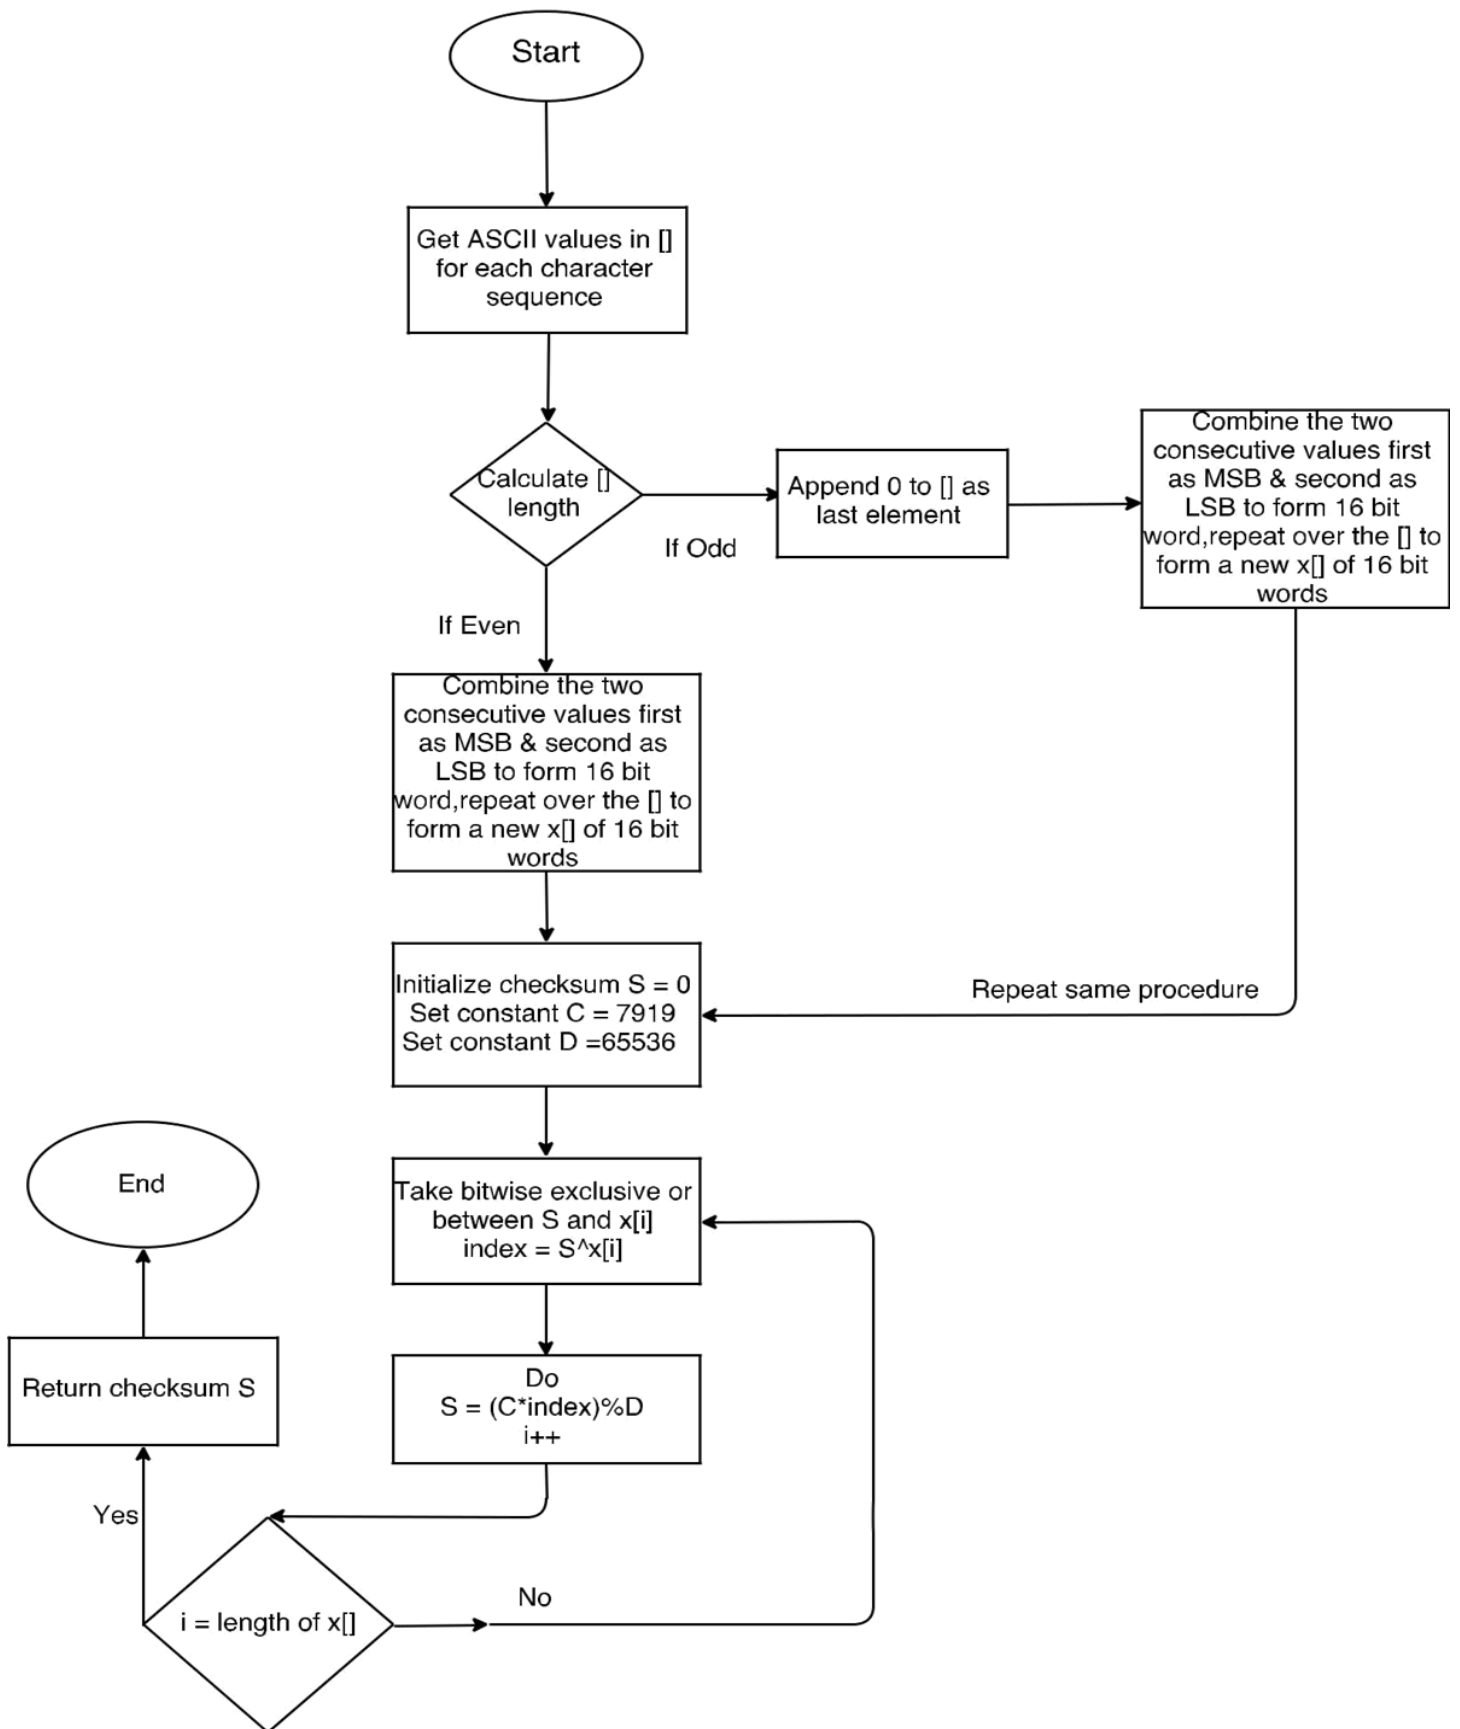 Start
Get ASCII values in []
for each character
sequence
Calculate []
length
If Odd
Append 0 to [] as
last element
Combine the two
consecutive values first
as MSB & second as
LSB to form 16 bit
word,repeat over the [] to
form a new x[] of 16 bit
words
If Even
Combine the two
consecutive values first
as MSB & second as
LSB to form 16 bit
word,repeat over the [] to
form a new x[] of 16 bit
words
Initialize checksum S = 0
Set constant C = 7919
Set constant D =65536
Repeat same procedure
Take bitwise exclusive or
between S and x[i]
index = S^x[i]
Do
S = (C*index)%D
i++
i = length of x[]
No
Yes
Return checksum S
End